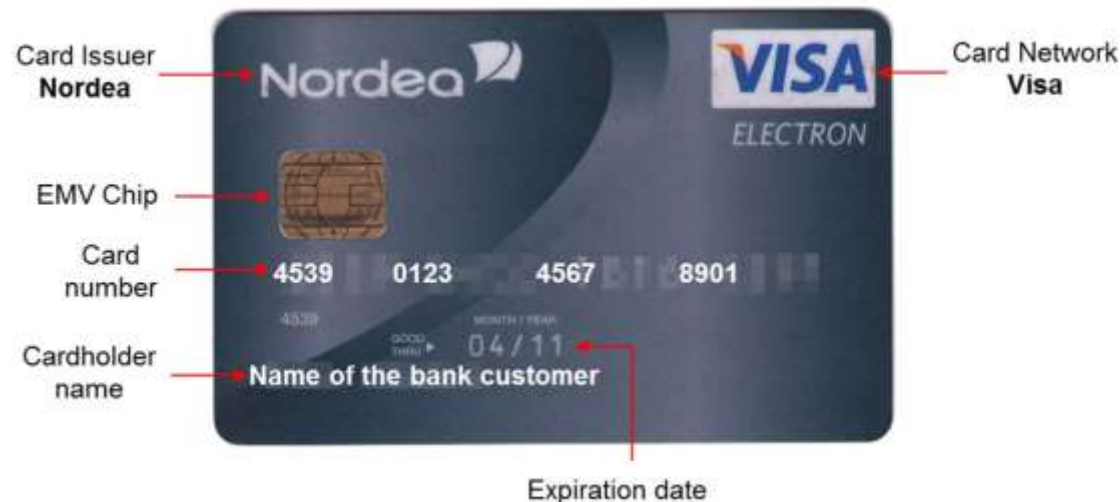 Card Issuer
Nordea
Nordea
VISA
Card Network
Visa
ELECTRON
EMV Chip
Card
number
4539 0123 4567 8901
4539
MONTH / YEAR
GOOD
THRU
04/11
Cardholder
name
Name of the bank customer
Expiration date